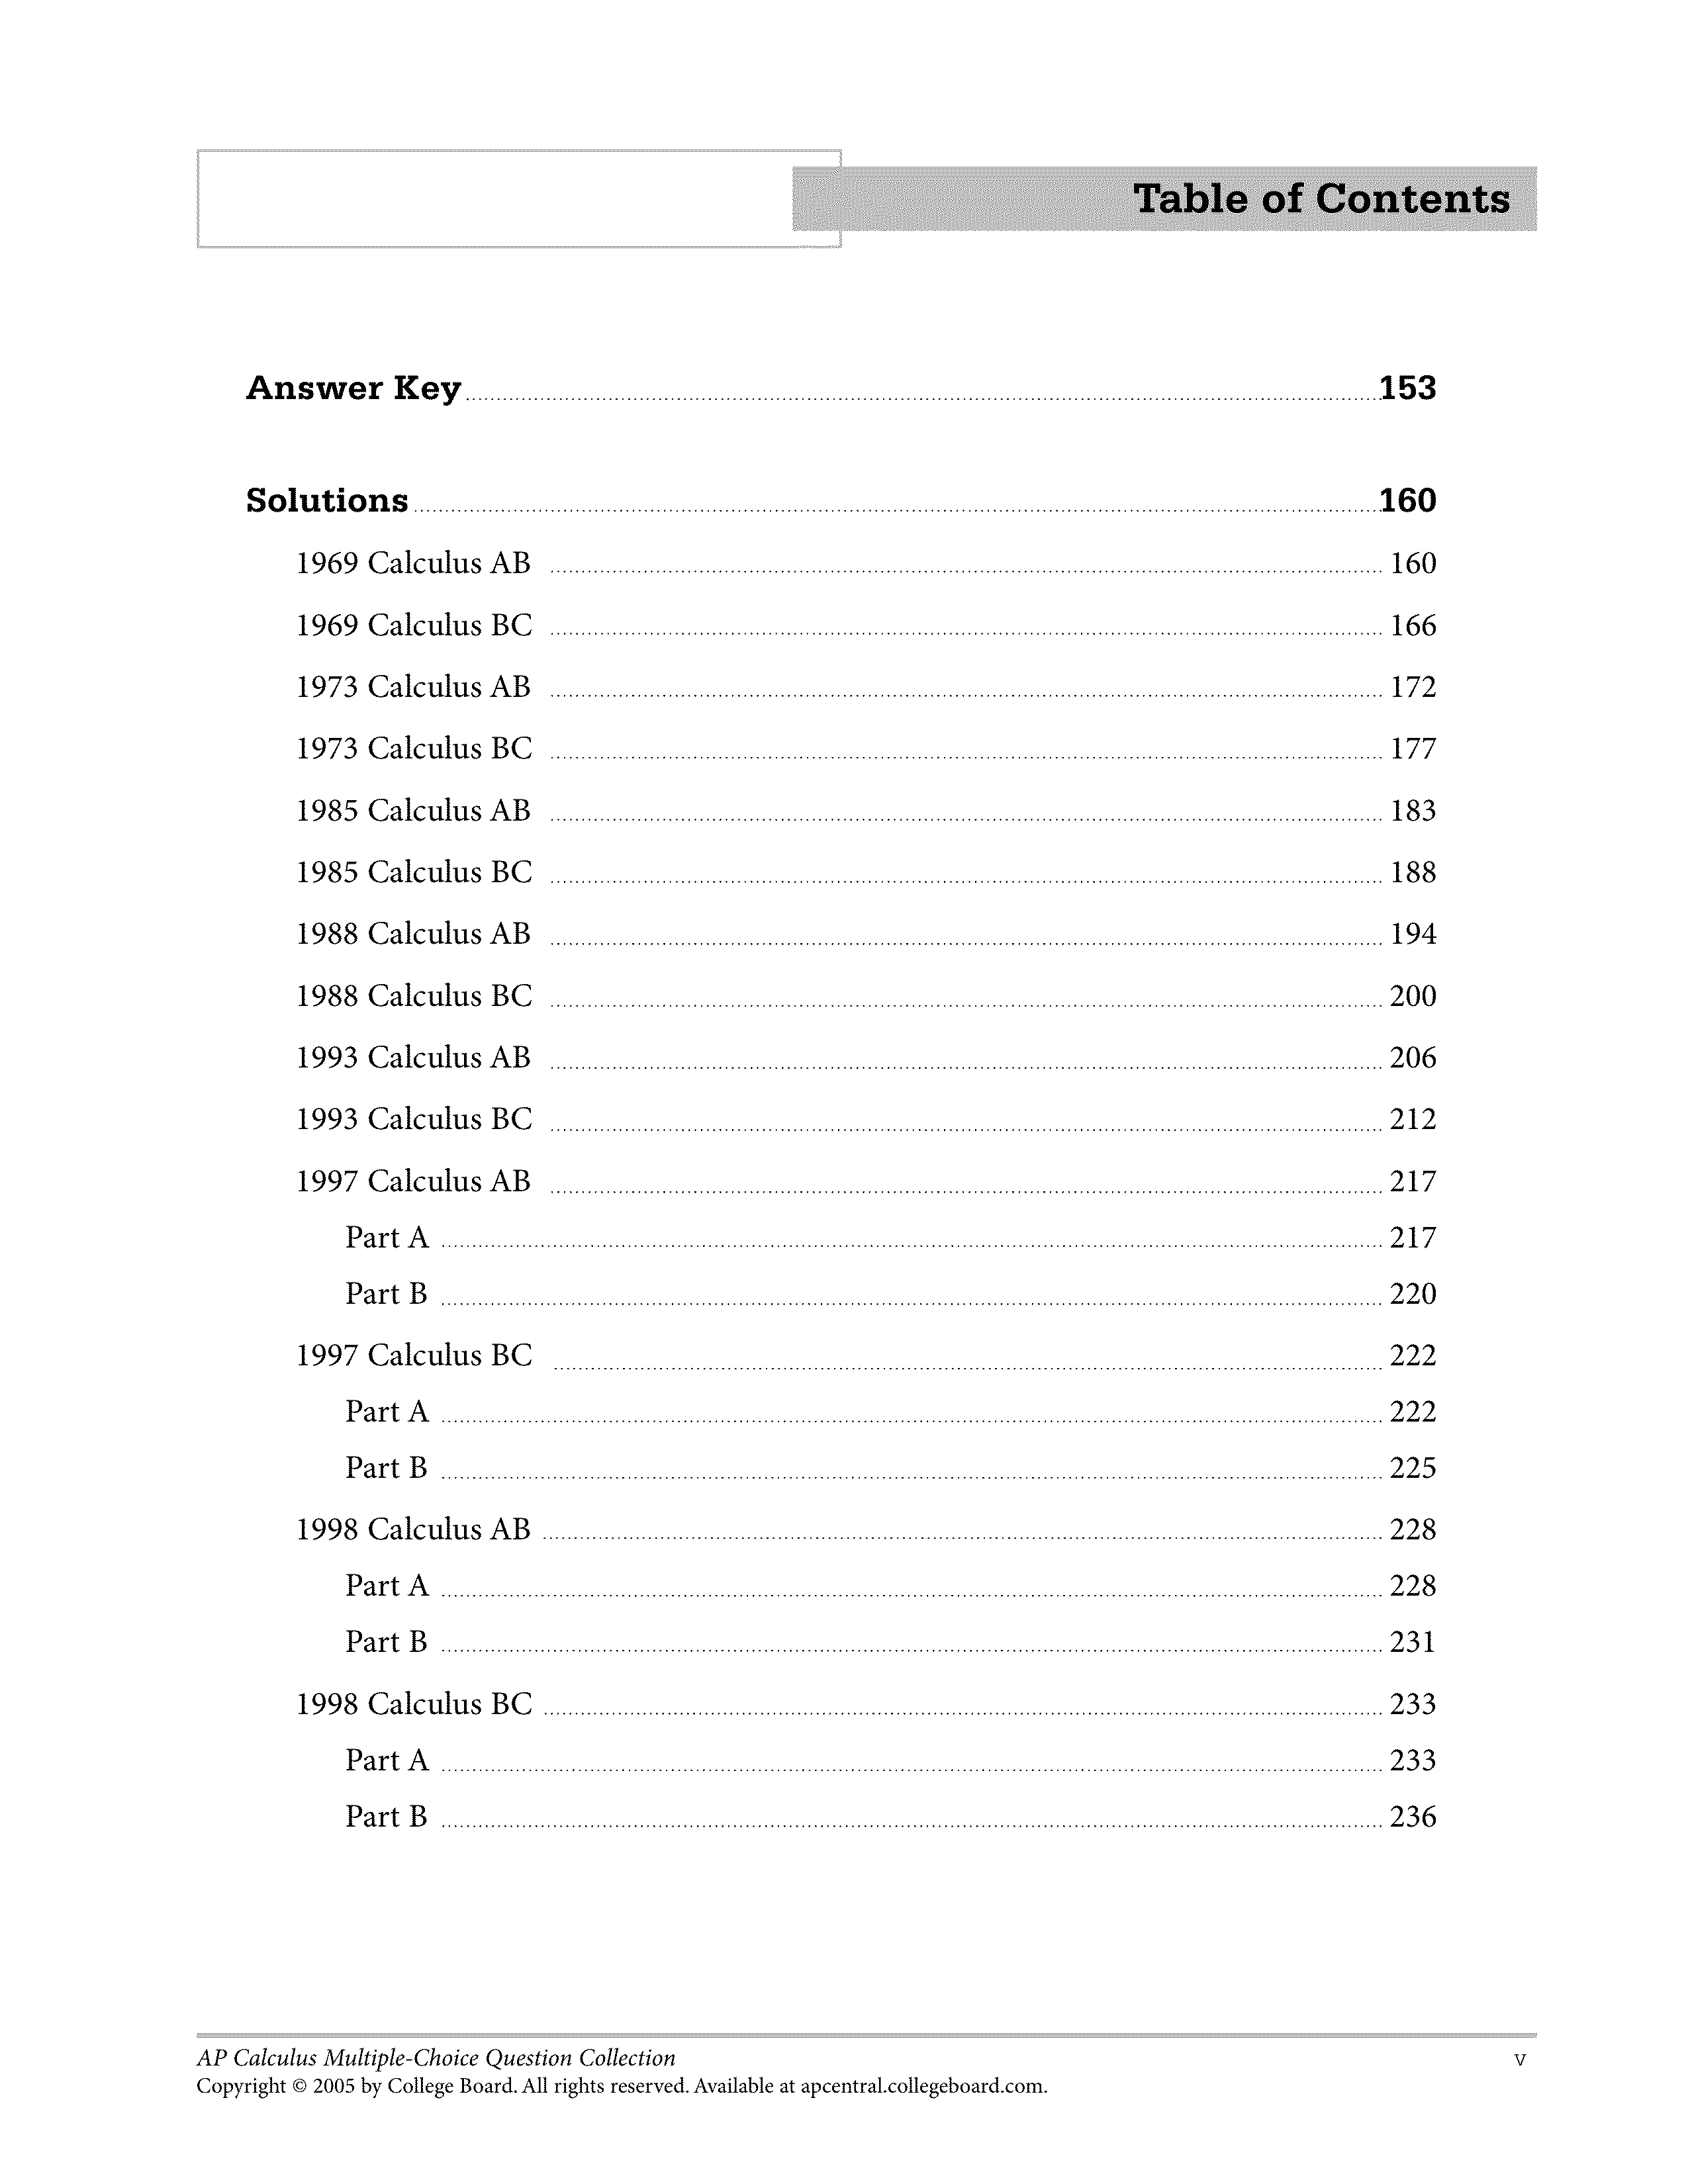 Table of Contents
Answer Key 153
Solutions 160
1969 Calculus AB 160
1969 Calculus BC 166
1973 Calculus AB 172
1973 Calculus BC 177
1985 Calculus AB 183
1985 Calculus BC 188
1988 Calculus AB 194
1988 Calculus BC 200
1993 Calculus AB 206
1993 Calculus BC 212
1997 Calculus AB 217
Part A 217
Part B 220
1997 Calculus BC 222
Part A 222
Part B 225
1998 Calculus AB 228
Part A 228
Part B 231
1998 Calculus BC 233
Part A 233
Part B 236
AP Calculus Multiple-Choice Question Collection v
Copyright © 2005 by College Board. All rights reserved. Available at apcentral.collegeboard.com.